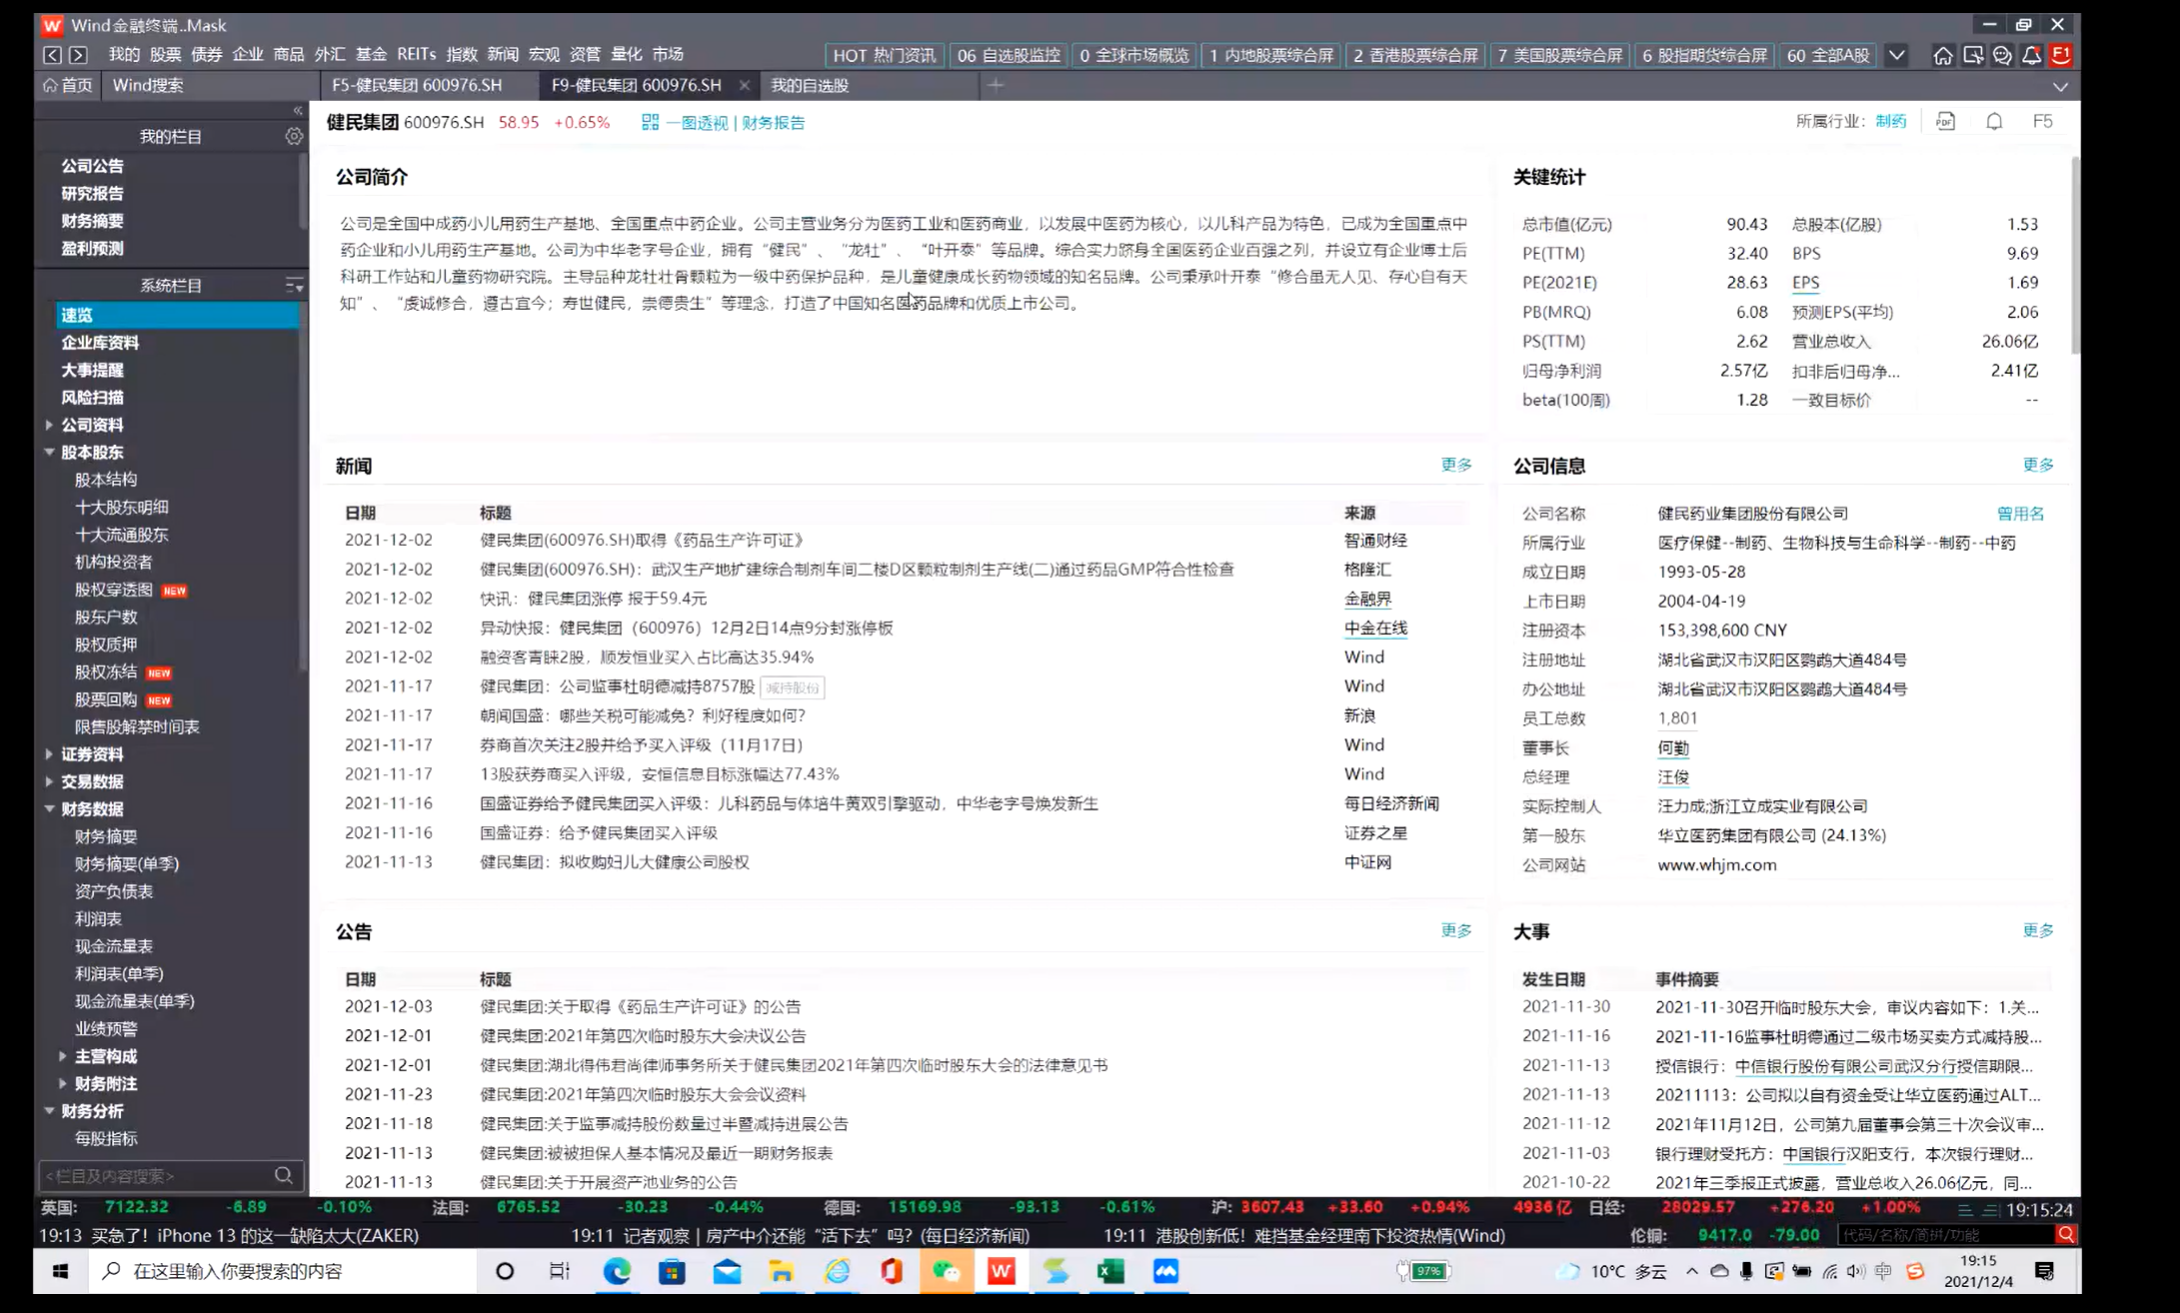 Wind金融终端..Mask
我的 股票 债券 企业 商品 外汇 基金 REITs 指数 新闻 宏观 资管 量化 市场
HOT 热门资讯 06 自选股监控 0 全球市场概览 1 内地股票综合屏 2 香港股票综合屏 7 美国股票综合屏 6 股指期货综合屏 60 全部A股
首页 Wind搜索 F5-健民集团 600976.SH F9-健民集团 600976.SH 我的自选股
我的栏目
公司公告
研究报告
财务摘要
盈利预测
系统栏目
速览
企业库资料
大事提醒
风险扫描
公司资料
股本股东
股本结构
十大股东明细
十大流通股东
机构投资者
股权穿透图 NEW
股东户数
股权质押
股权冻结 NEW
股票回购 NEW
限售股解禁时间表
证券资料
交易数据
财务数据
财务摘要
财务摘要(单季)
资产负债表
利润表
现金流量表
利润表(单季)
现金流量表(单季)
业绩预警
主营构成
财务附注
财务分析
每股指标
<栏目及内容搜索>
健民集团 600976.SH 58.95 +0.65% 一图透视 | 财务报告
所属行业: 制药 PDF F5
公司简介
公司是全国中成药小儿用药生产基地、全国重点中药企业。公司主营业务分为医药工业和医药商业，以发展中医药为核心，以儿科产品为特色，已成为全国重点中
药企业和小儿用药生产基地。公司为中华老字号企业，拥有“健民”、“龙牡”、“叶开泰”等品牌。综合实力跻身全国医药企业百强之列，并设立有企业博士后
科研工作站和儿童药物研究院。主导品种龙牡壮骨颗粒为一级中药保护品种，是儿童健康成长药物领域的知名品牌。公司秉承叶开泰“修合虽无人见、存心自有天
知”、“虔诚修合，遵古宜今；寿世健民，崇德贵生”等理念，打造了中国知名医药品牌和优质上市公司。
关键统计
总市值(亿元) 90.43 总股本(亿股) 1.53
PE(TTM) 32.40 BPS 9.69
PE(2021E) 28.63 EPS 1.69
PB(MRQ) 6.08 预测EPS(平均) 2.06
PS(TTM) 2.62 营业总收入 26.06亿
归母净利润 2.57亿 扣非后归母净... 2.41亿
beta(100周) 1.28 一致目标价 --
新闻 更多
日期 标题 来源
2021-12-02 健民集团(600976.SH)取得《药品生产许可证》 智通财经
2021-12-02 健民集团(600976.SH)：武汉生产地扩建综合制剂车间二楼D区颗粒制剂生产线(二)通过药品GMP符合性检查 格隆汇
2021-12-02 快讯：健民集团涨停 报于59.4元 金融界
2021-12-02 异动快报：健民集团（600976）12月2日14点9分封涨停板 中金在线
2021-12-02 融资客青睐2股，顺发恒业买入占比高达35.94% Wind
2021-11-17 健民集团：公司监事杜明德减持8757股 减持股份 Wind
2021-11-17 朝闻国盛：哪些关税可能减免？利好程度如何？ 新浪
2021-11-17 券商首次关注2股并给予买入评级（11月17日） Wind
2021-11-17 13股获券商买入评级，安恒信息目标涨幅达77.43% Wind
2021-11-16 国盛证券给予健民集团买入评级：儿科药品与体培牛黄双引擎驱动，中华老字号焕发新生 每日经济新闻
2021-11-16 国盛证券：给予健民集团买入评级 证券之星
2021-11-13 健民集团：拟收购妇儿大健康公司股权 中证网
公司信息 更多
公司名称 健民药业集团股份有限公司 曾用名
所属行业 医疗保健--制药、生物科技与生命科学--制药--中药
成立日期 1993-05-28
上市日期 2004-04-19
注册资本 153,398,600 CNY
注册地址 湖北省武汉市汉阳区鹦鹉大道484号
办公地址 湖北省武汉市汉阳区鹦鹉大道484号
员工总数 1,801
董事长 何勤
总经理 汪俊
实际控制人 汪力成;浙江立成实业有限公司
第一股东 华立医药集团有限公司 (24.13%)
公司网站 www.whjm.com
公告 更多
日期 标题
2021-12-03 健民集团:关于取得《药品生产许可证》的公告
2021-12-01 健民集团:2021年第四次临时股东大会决议公告
2021-12-01 健民集团:湖北得伟君尚律师事务所关于健民集团2021年第四次临时股东大会的法律意见书
2021-11-23 健民集团:2021年第四次临时股东大会会议资料
2021-11-18 健民集团:关于监事减持股份数量过半暨减持进展公告
2021-11-13 健民集团:被被担保人基本情况及最近一期财务报表
2021-11-13 健民集团:关于开展资产池业务的公告
大事 更多
发生日期 事件摘要
2021-11-30 2021-11-30召开临时股东大会，审议内容如下：1.关...
2021-11-16 2021-11-16监事杜明德通过二级市场买卖方式减持股...
2021-11-13 授信银行：中信银行股份有限公司武汉分行授信期限...
2021-11-13 20211113：公司拟以自有资金受让华立医药通过ALT...
2021-11-12 2021年11月12日，公司第九届董事会第三十次会议审...
2021-11-03 银行理财受托方：中国银行汉阳支行，本次银行理财...
2021-10-22 2021年三季报正式披露，营业总收入26.06亿元，同...
英国: 7122.32 -6.89 -0.10% 法国: 6765.52 -30.23 -0.44% 德国: 15169.98 -93.13 -0.61% 沪: 3607.43 +33.60 +0.94% 4936亿 日经: 28029.57 +276.20 +1.00% 19:15:24
19:13 买急了！iPhone 13 的这一缺陷太大(ZAKER) 19:11 记者观察 | 房产中介还能“活下去”吗？(每日经济新闻) 19:11 港股创新低！难挡基金经理南下投资热情(Wind) 伦铜: 9417.0 -79.00 代码/名称/简拼/功能
在这里输入你要搜索的内容 97% 10°C 多云 中 19:15
2021/12/4